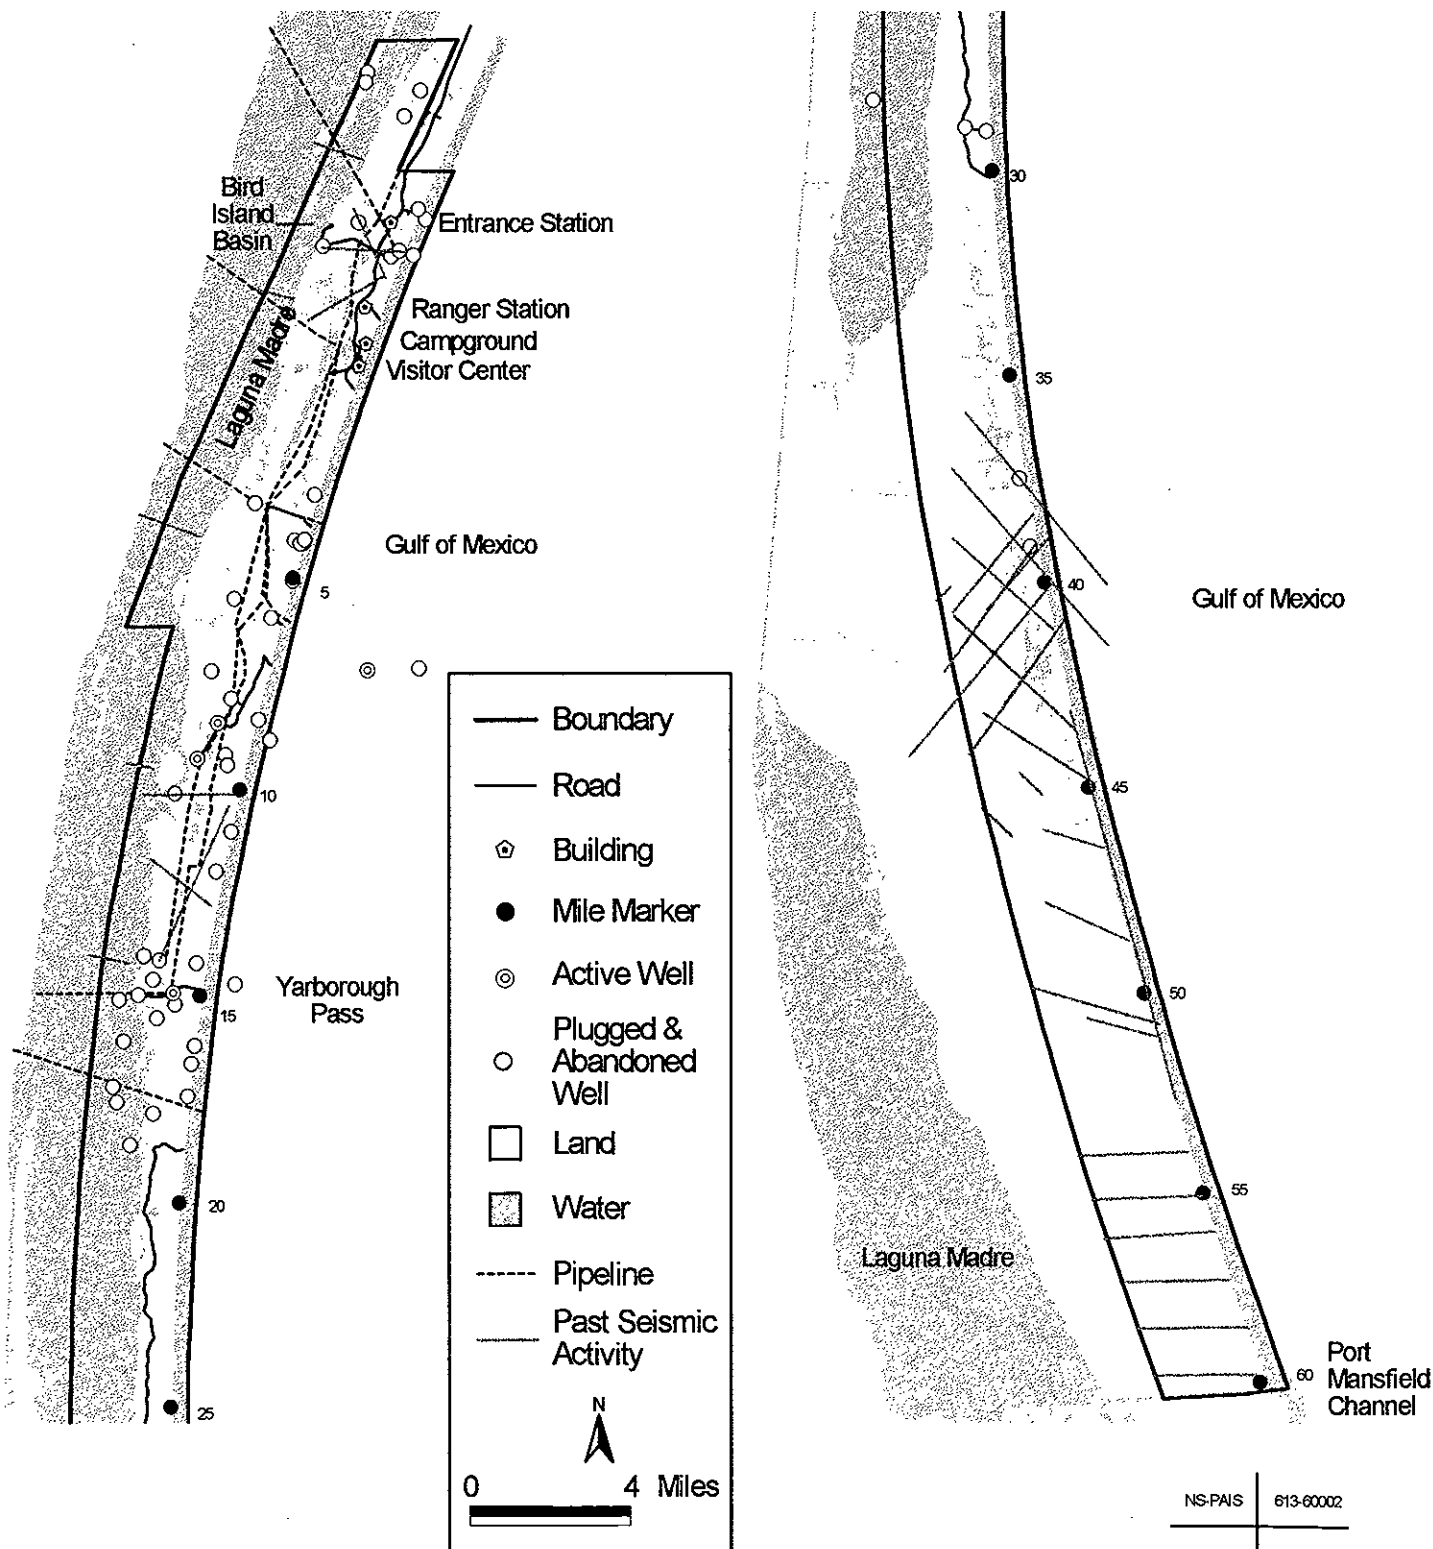 Bird
Island
Basin
Entrance Station
Ranger Station
Campground
Visitor Center
Laguna Madre
Gulf of Mexico
5
10
Yarborough
Pass
15
20
25
Boundary
Road
Building
Mile Marker
Active Well
Plugged &
Abandoned
Well
Land
Water
Pipeline
Past Seismic
Activity
N
0 4 Miles
30
35
40
Gulf of Mexico
45
50
55
Laguna Madre
60
Port
Mansfield
Channel
NS-PAIS 613-60002